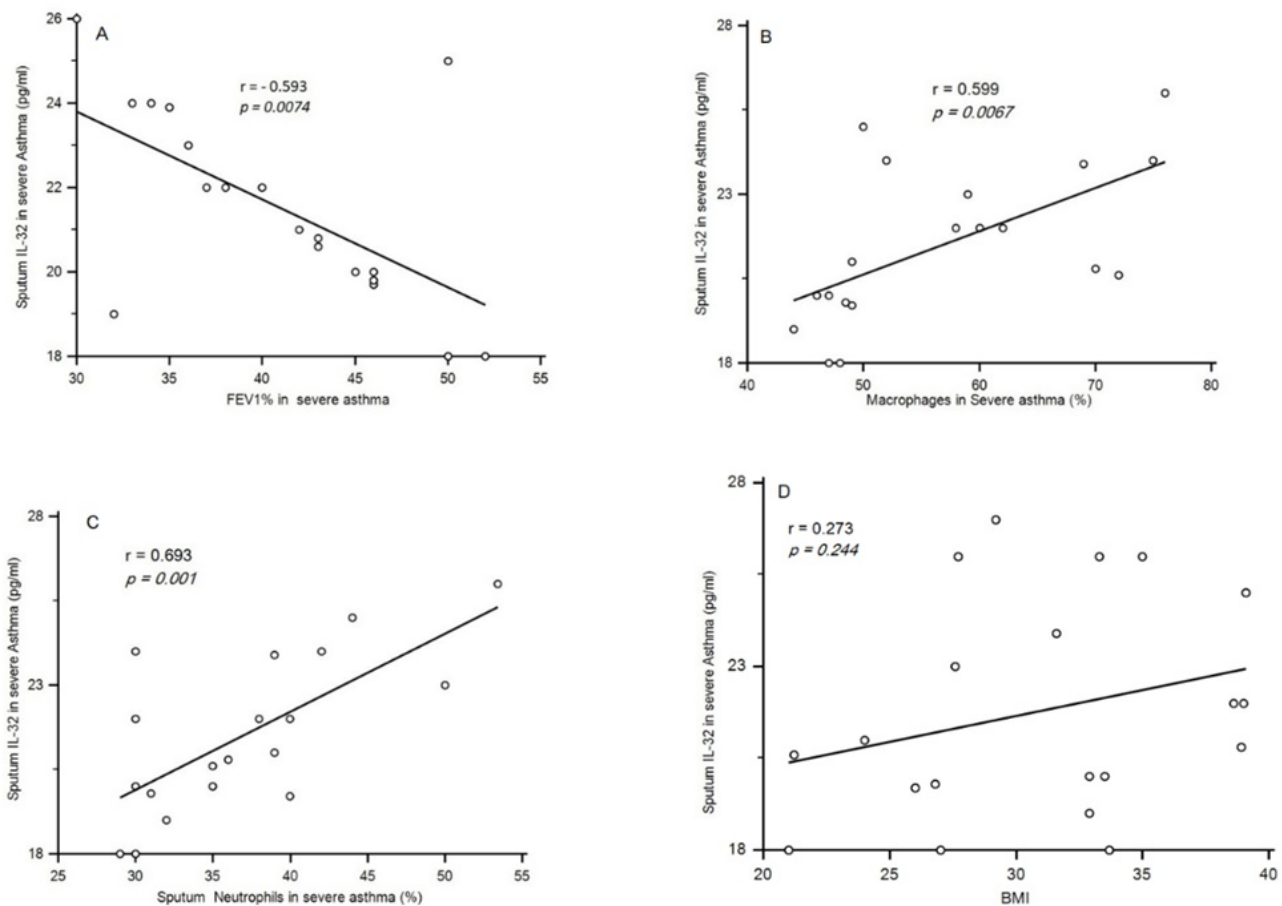 A
r = - 0.593
p = 0.0074
Sputum IL-32 in severe Asthma (pg/ml)
26
24
22
20
18
30 35 40 45 50 55
FEV1% in severe asthma
B
r = 0.599
p = 0.0067
Sputum IL-32 in severe Asthma (pg/ml)
28
23
18
40 50 60 70 80
Macrophages in Severe asthma (%)
C
r = 0.693
p = 0.001
Sputum IL-32 in severe Asthma (pg/ml)
28
23
18
25 30 35 40 45 50 55
Sputum Neutrophils in severe asthma (%)
D
r = 0.273
p = 0.244
Sputum IL-32 in severe Asthma (pg/ml)
28
23
18
20 25 30 35 40
BMI